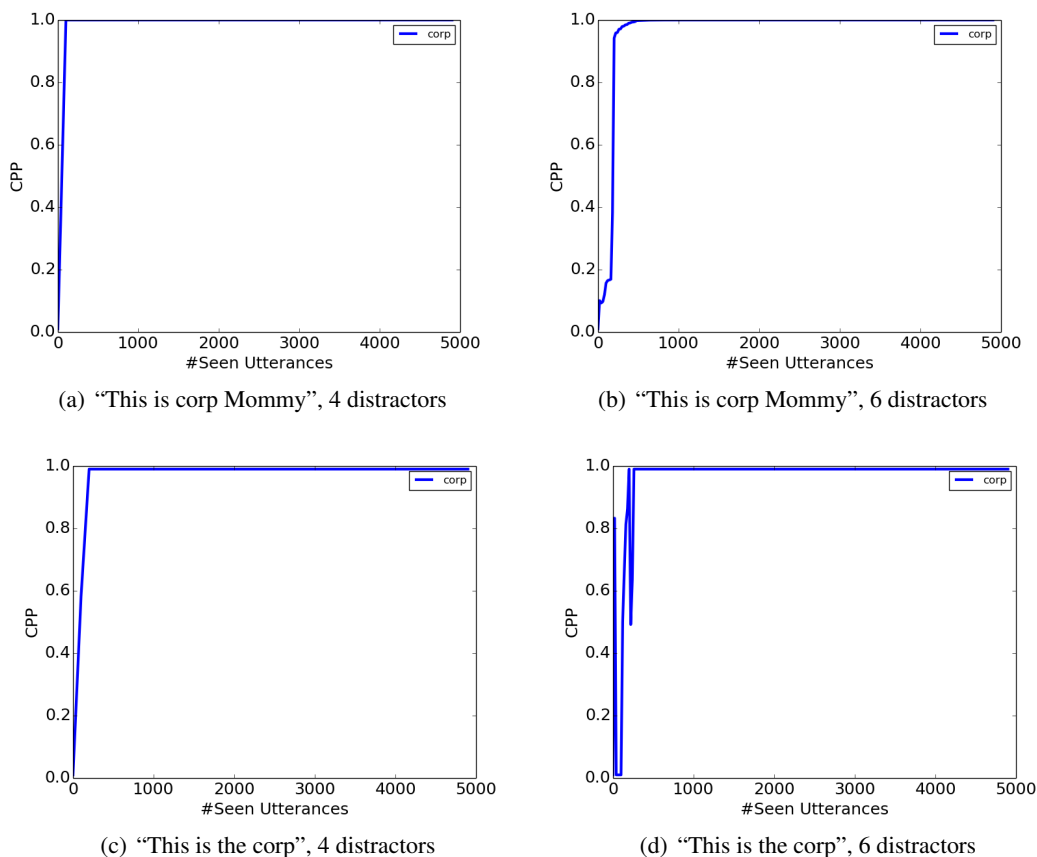 1.0
0.8
0.6
0.4
0.2
0.0
CPP
corp
0 1000 2000 3000 4000 5000
#Seen Utterances
(a) “This is corp Mommy”, 4 distractors
1.0
0.8
0.6
0.4
0.2
0.0
CPP
corp
0 1000 2000 3000 4000 5000
#Seen Utterances
(b) “This is corp Mommy”, 6 distractors
1.0
0.8
0.6
0.4
0.2
0.0
CPP
corp
0 1000 2000 3000 4000 5000
#Seen Utterances
(c) “This is the corp”, 4 distractors
1.0
0.8
0.6
0.4
0.2
0.0
CPP
corp
0 1000 2000 3000 4000 5000
#Seen Utterances
(d) “This is the corp”, 6 distractors